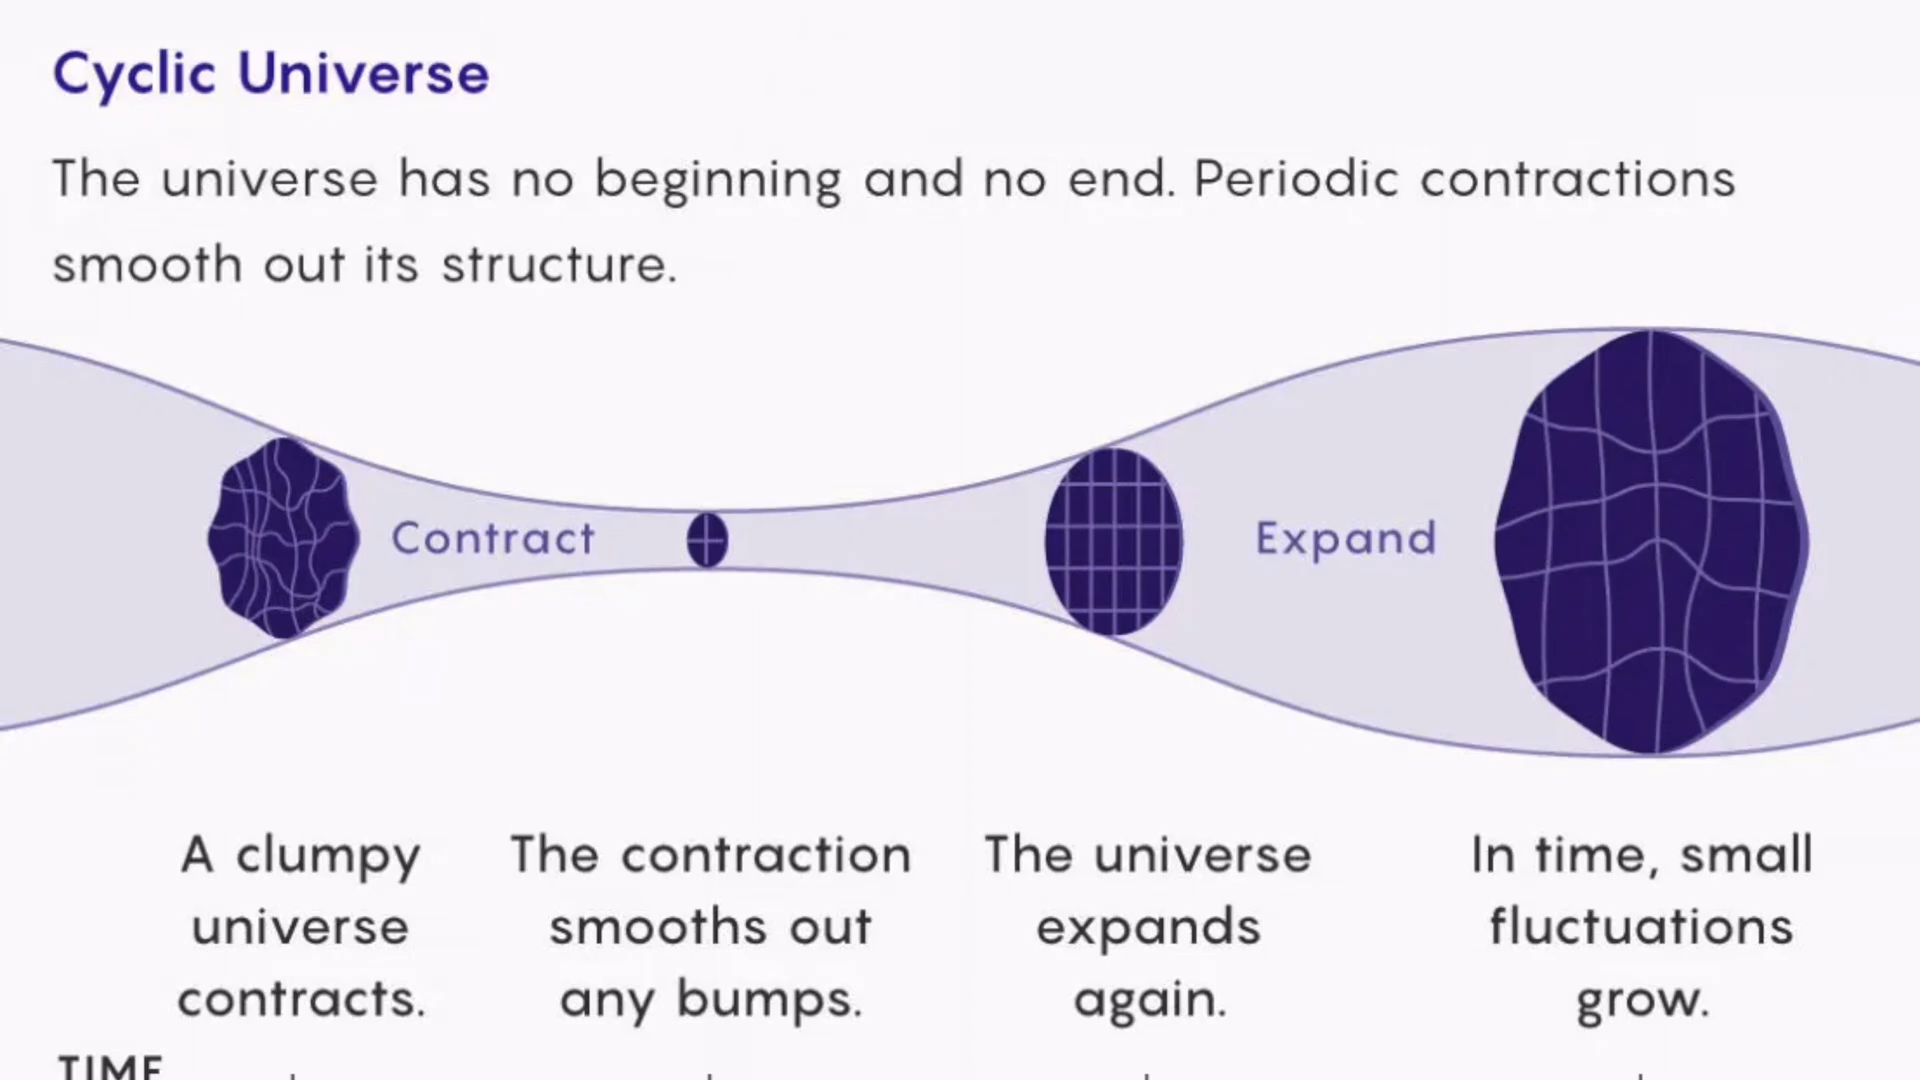 Cyclic Universe
The universe has no beginning and no end. Periodic contractions
smooth out its structure.
Contract
Expand
A clumpy
universe
contracts.
The contraction
smooths out
any bumps.
The universe
expands
again.
In time, small
fluctuations
grow.
TIME